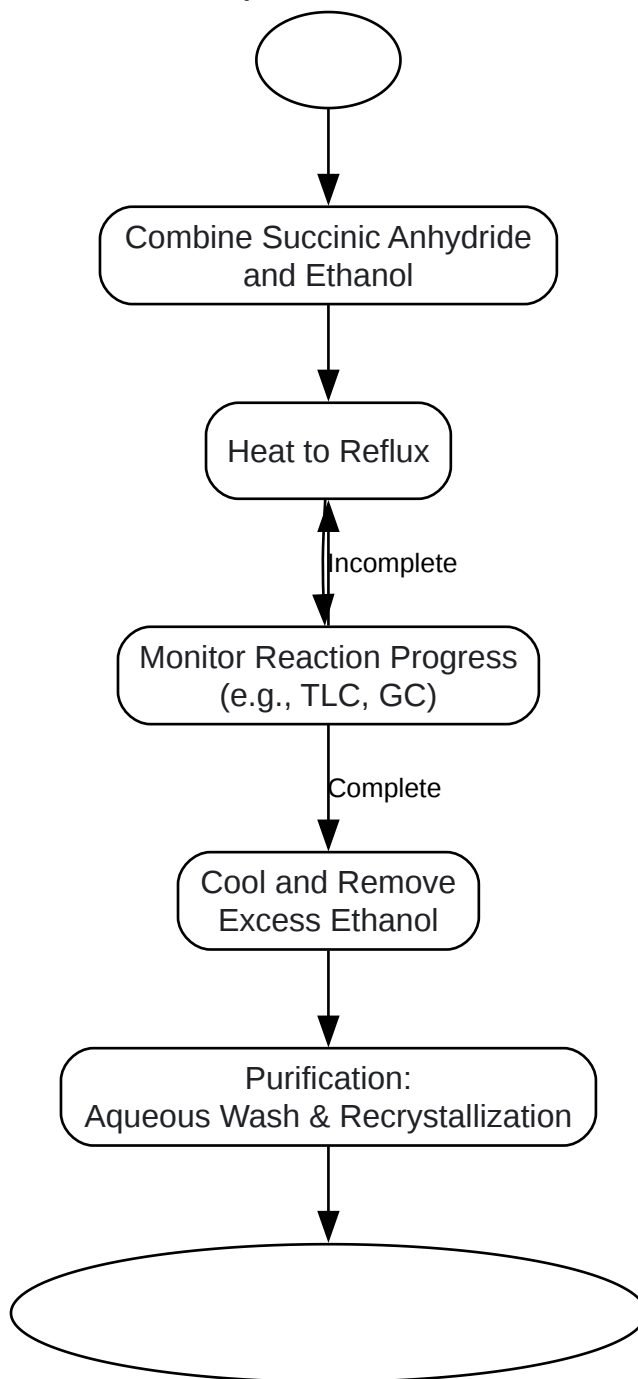 Combine Succinic Anhydride
and Ethanol
Heat to Reflux
Incomplete
Monitor Reaction Progress
(e.g., TLC, GC)
Complete
Cool and Remove
Excess Ethanol
Purification:
Aqueous Wash & Recrystallization